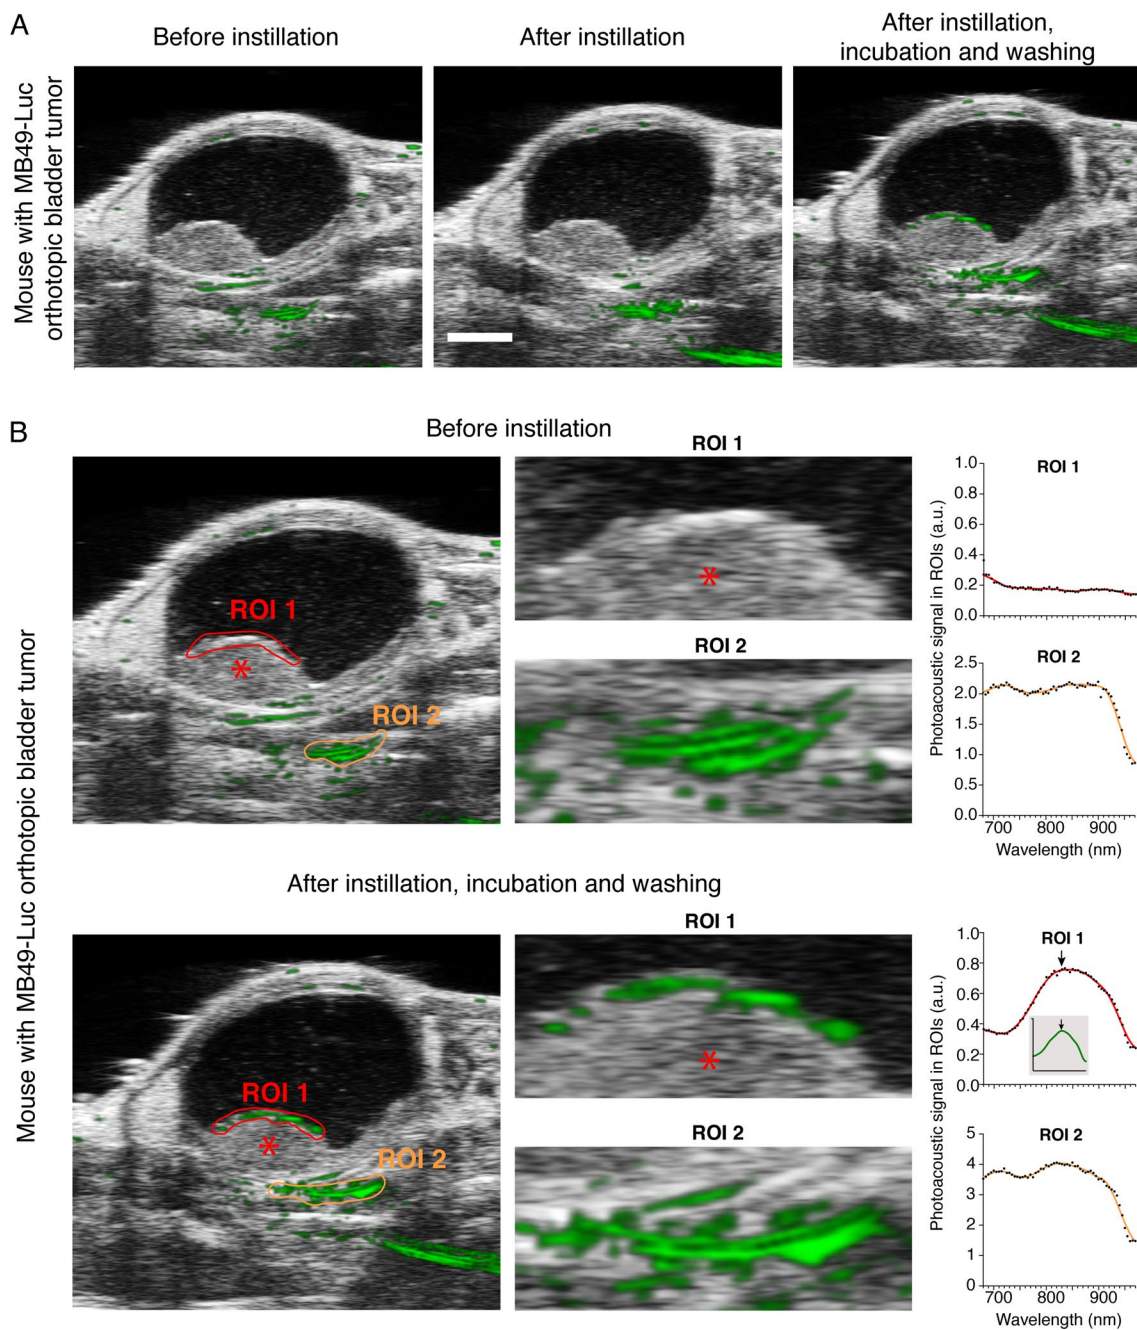 A
Before instillation
After instillation
After instillation,
incubation and washing
Mouse with MB49-Luc
orthotopic bladder tumor
B
Before instillation
Mouse with MB49-Luc orthotopic bladder tumor
ROI 1
*
ROI 2
ROI 1
*
ROI 2
Photoacoustic signal in ROIs (a.u.)
ROI 1
1.0
0.8
0.6
0.4
0.2
0.0
ROI 2
2.5
2.0
1.5
1.0
0.5
0.0
700 800 900
Wavelength (nm)
After instillation, incubation and washing
ROI 1
*
ROI 2
ROI 1
*
ROI 2
Photoacoustic signal in ROIs (a.u.)
ROI 1
1.0
0.8
0.6
0.4
0.2
0.0
ROI 2
5
4
3
2
1
0
700 800 900
Wavelength (nm)